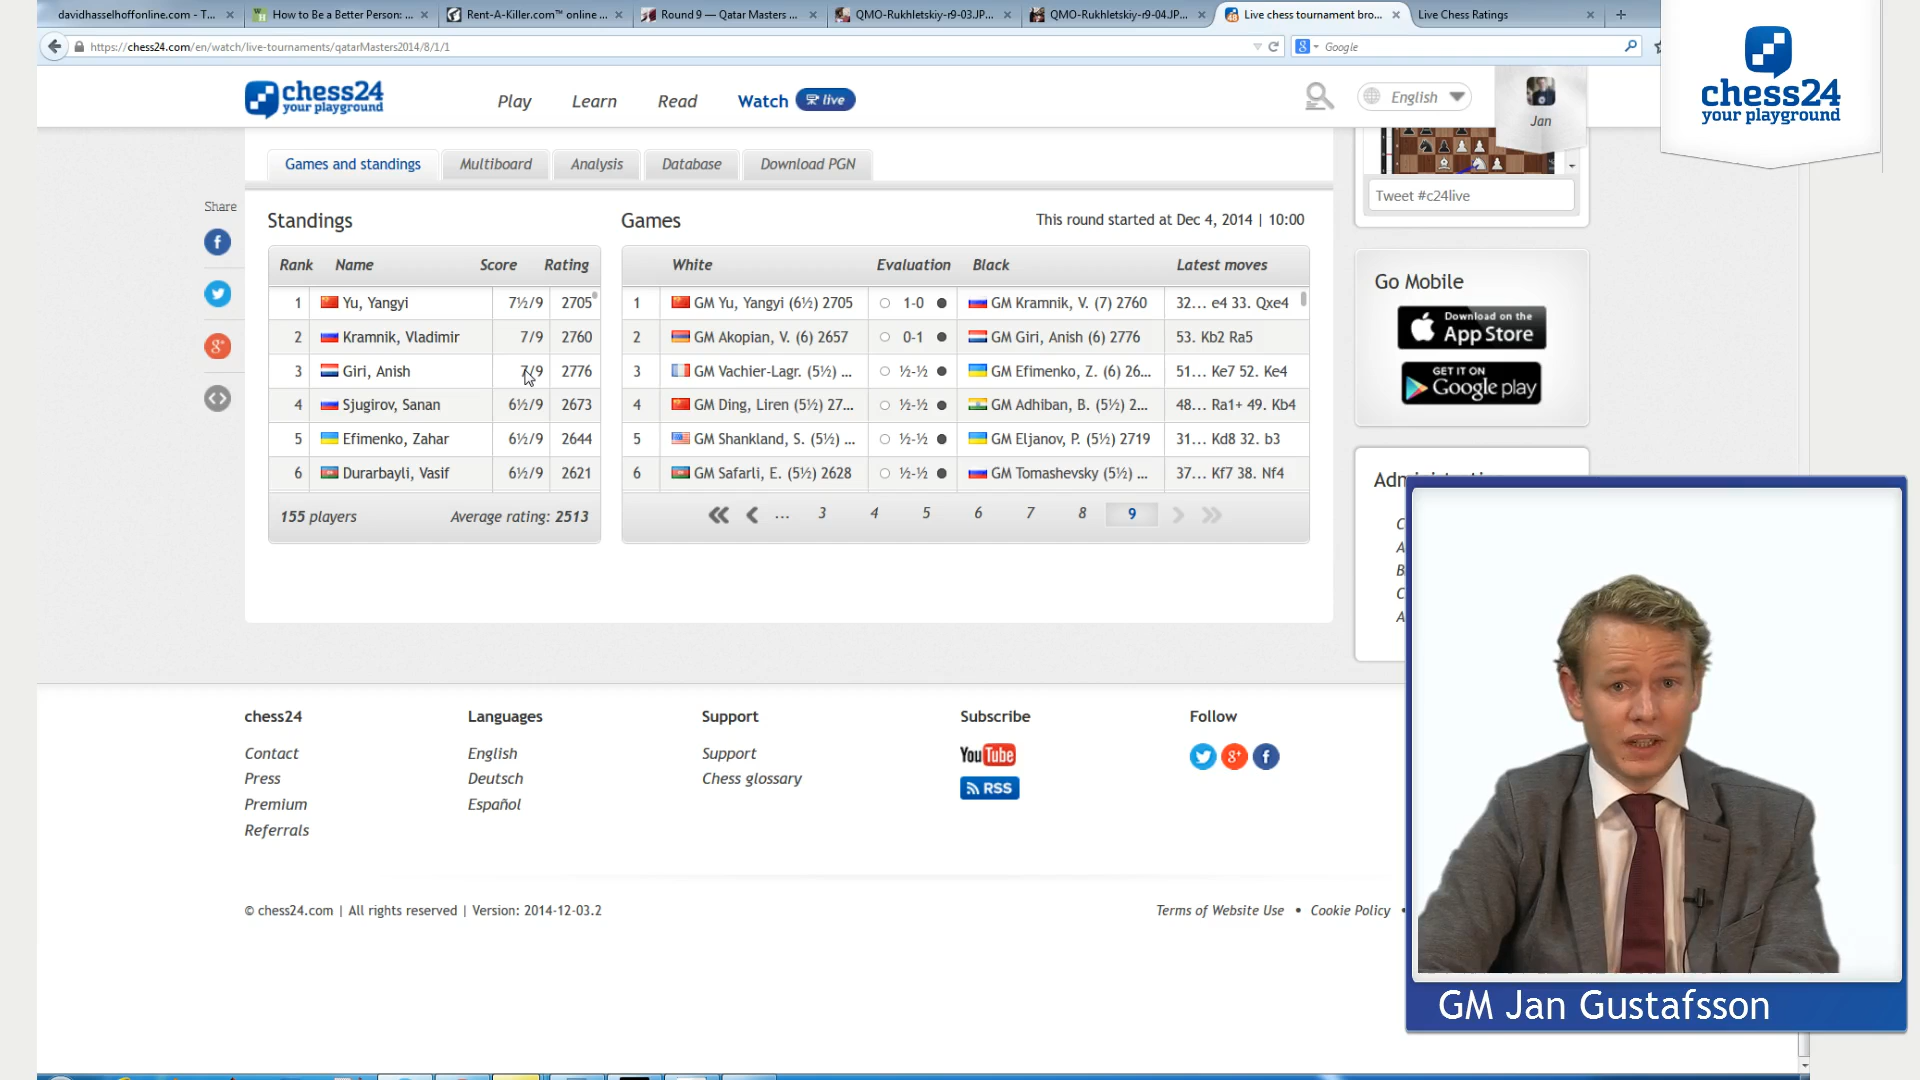 davidhasselhoffonline.com - T...
How to Be a Better Person: ...
Rent-A-Killer.com™ online ...
Round 9 — Qatar Masters ...
QMO-Rukhletskiy-r9-03.JP...
QMO-Rukhletskiy-r9-04.JP...
Live chess tournament bro...
Live Chess Ratings
https://chess24.com/en/watch/live-tournaments/qatarMasters2014/8/1/1
Google
chess24
your playground
Play Learn Read Watch live
English
Jan
chess24
your playground
Games and standings Multiboard Analysis Database Download PGN
Tweet #c24live
Share
Standings
Rank Name Score Rating
1 Yu, Yangyi 7½/9 2705
2 Kramnik, Vladimir 7/9 2760
3 Giri, Anish 7/9 2776
4 Sjugirov, Sanan 6½/9 2673
5 Efimenko, Zahar 6½/9 2644
6 Durarbayli, Vasif 6½/9 2621
155 players Average rating: 2513
Games This round started at Dec 4, 2014 | 10:00
White Evaluation Black Latest moves
1 GM Yu, Yangyi (6½) 2705 1-0 GM Kramnik, V. (7) 2760 32... e4 33. Qxe4
2 GM Akopian, V. (6) 2657 0-1 GM Giri, Anish (6) 2776 53. Kb2 Ra5
3 GM Vachier-Lagr. (5½) ... ½-½ GM Efimenko, Z. (6) 26... 51... Ke7 52. Ke4
4 GM Ding, Liren (5½) 27... ½-½ GM Adhiban, B. (5½) 2... 48... Ra1+ 49. Kb4
5 GM Shankland, S. (5½) ... ½-½ GM Eljanov, P. (5½) 2719 31... Kd8 32. b3
6 GM Safarli, E. (5½) 2628 ½-½ GM Tomashevsky (5½) ... 37... Kf7 38. Nf4
... 3 4 5 6 7 8 9
Go Mobile
Download on the
App Store
GET IT ON
Google play
C
A
B
C
A
chess24 Languages Support Subscribe Follow
Contact English Support YouTube
Press Deutsch Chess glossary RSS
Premium Español
Referrals
© chess24.com | All rights reserved | Version: 2014-12-03.2
Terms of Website Use • Cookie Policy •
GM Jan Gustafsson